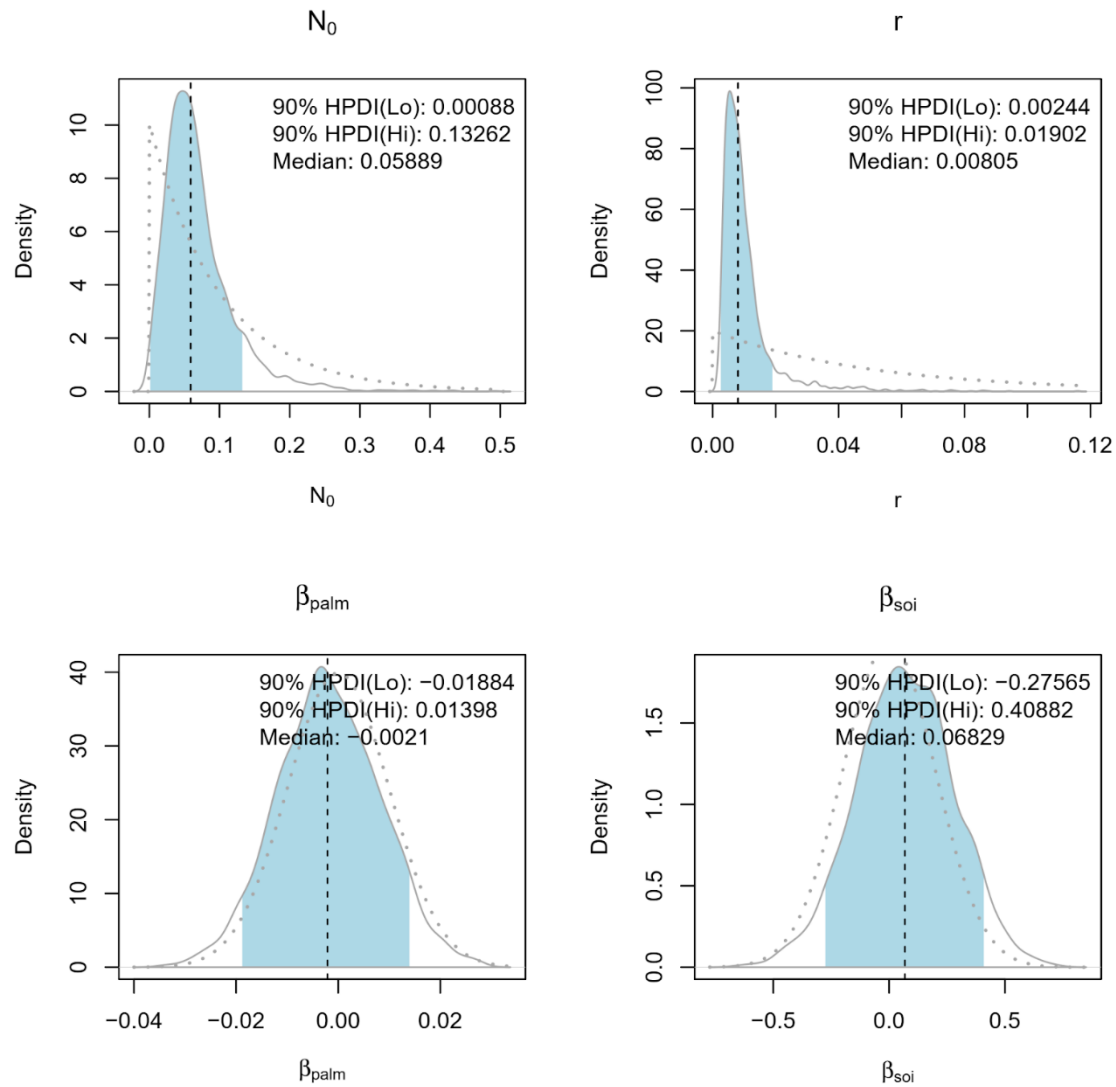 N₀
90% HPDI(Lo): 0.00088
90% HPDI(Hi): 0.13262
Median: 0.05889
Density
0 2 4 6 8 10
0.0 0.1 0.2 0.3 0.4 0.5
N₀
r
90% HPDI(Lo): 0.00244
90% HPDI(Hi): 0.01902
Median: 0.00805
Density
0 20 40 60 80 100
0.00 0.04 0.08 0.12
r
βpalm
90% HPDI(Lo): −0.01884
90% HPDI(Hi): 0.01398
Median: −0.0021
Density
0 10 20 30 40
−0.04 −0.02 0.00 0.02
βpalm
βsoi
90% HPDI(Lo): −0.27565
90% HPDI(Hi): 0.40882
Median: 0.06829
Density
0.0 0.5 1.0 1.5
−0.5 0.0 0.5
βsoi